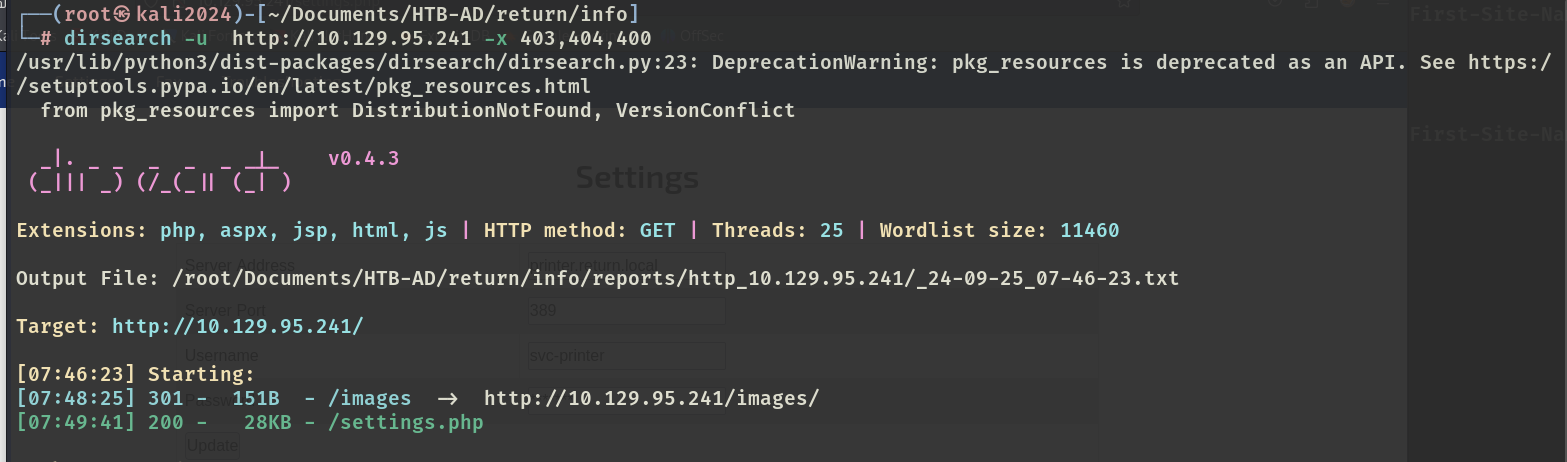 ┌──(root㉿kali2024)-[~/Documents/HTB-AD/return/info]
└─# dirsearch -u  http://10.129.95.241 -x 403,404,400
/usr/lib/python3/dist-packages/dirsearch/dirsearch.py:23: DeprecationWarning: pkg_resources is deprecated as an API. See https:/
/setuptools.pypa.io/en/latest/pkg_resources.html
  from pkg_resources import DistributionNotFound, VersionConflict
First-Site-Na
First-Site-Na
v0.4.3
Settings
Extensions: php, aspx, jsp, html, js | HTTP method: GET | Threads: 25 | Wordlist size: 11460
Server Address printer.return.local
Output File: /root/Documents/HTB-AD/return/info/reports/http_10.129.95.241/_24-09-25_07-46-23.txt
Server Port 389
Target: http://10.129.95.241/
Username svc-printer
[07:46:23] Starting:
[07:48:25] 301 -  151B  - /images  ->  http://10.129.95.241/images/
[07:49:41] 200 -   28KB - /settings.php
Update